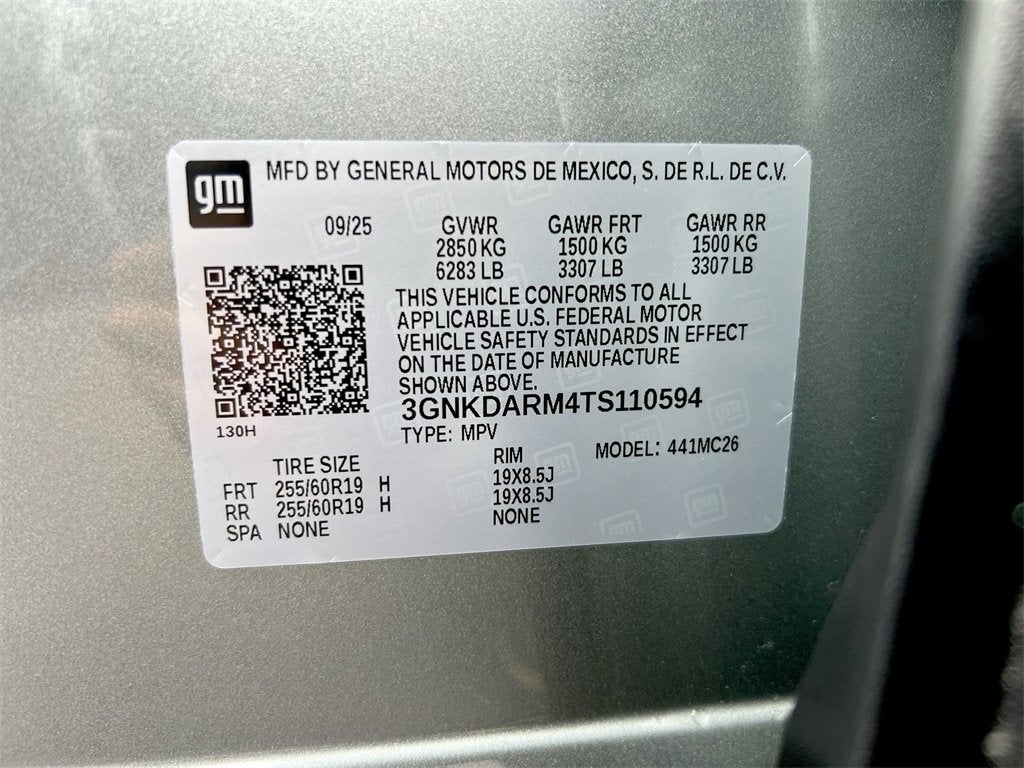 gm
MFD BY GENERAL MOTORS DE MEXICO, S. DE R.L. DE C.V.
09/25 GVWR GAWR FRT GAWR RR
2850 KG 1500 KG 1500 KG
6283 LB 3307 LB 3307 LB
THIS VEHICLE CONFORMS TO ALL
APPLICABLE U.S. FEDERAL MOTOR
VEHICLE SAFETY STANDARDS IN EFFECT
ON THE DATE OF MANUFACTURE
SHOWN ABOVE.
3GNKDARM4TS110594
130H
TYPE: MPV
MODEL: 441MC26
TIRE SIZE RIM
FRT 255/60R19 H 19X8.5J
RR 255/60R19 H 19X8.5J
SPA NONE NONE